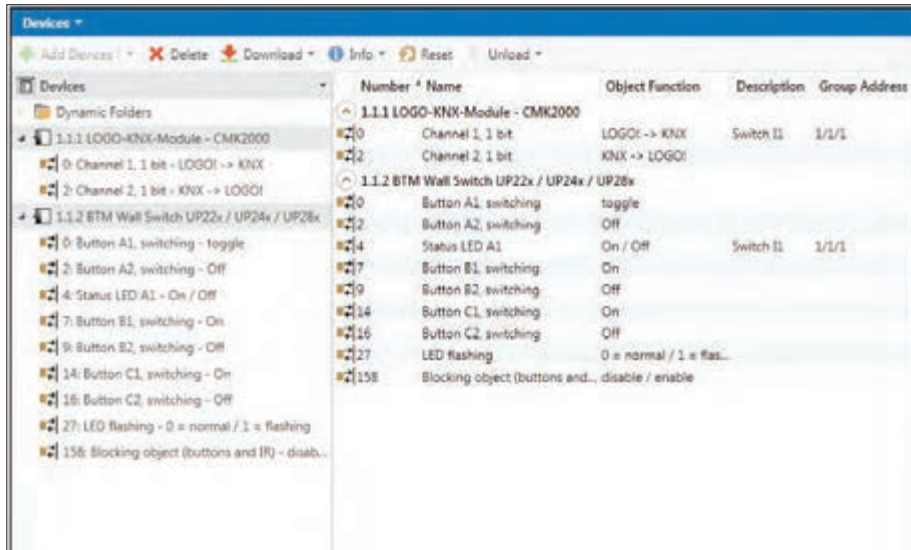 Devices
Add Devices Delete Download Info Reset Unload
Devices
Dynamic Folders
1.1.1 LOGO-KNX-Module - CMK2000
0: Channel 1, 1 bit - LOGO! -> KNX
2: Channel 2, 1 bit - KNX -> LOGO!
1.1.2 BTM Wall Switch UP22x / UP24x / UP28x
0: Button A1, switching - toggle
2: Button A2, switching - Off
4: Status LED A1 - On / Off
7: Button B1, switching - On
9: Button B2, switching - Off
14: Button C1, switching - On
16: Button C2, switching - Off
27: LED flashing - 0 = normal / 1 = flashing
158: Blocking object (buttons and IR) - disab...
Number Name Object Function Description Group Address
1.1.1 LOGO-KNX-Module - CMK2000
0 Channel 1, 1 bit LOGO! -> KNX Switch I1 1/1/1
2 Channel 2, 1 bit KNX -> LOGO!
1.1.2 BTM Wall Switch UP22x / UP24x / UP28x
0 Button A1, switching toggle
2 Button A2, switching Off
4 Status LED A1 On / Off Switch I1 1/1/1
7 Button B1, switching On
9 Button B2, switching Off
14 Button C1, switching On
16 Button C2, switching Off
27 LED flashing 0 = normal / 1 = flas...
158 Blocking object (buttons and... disable / enable